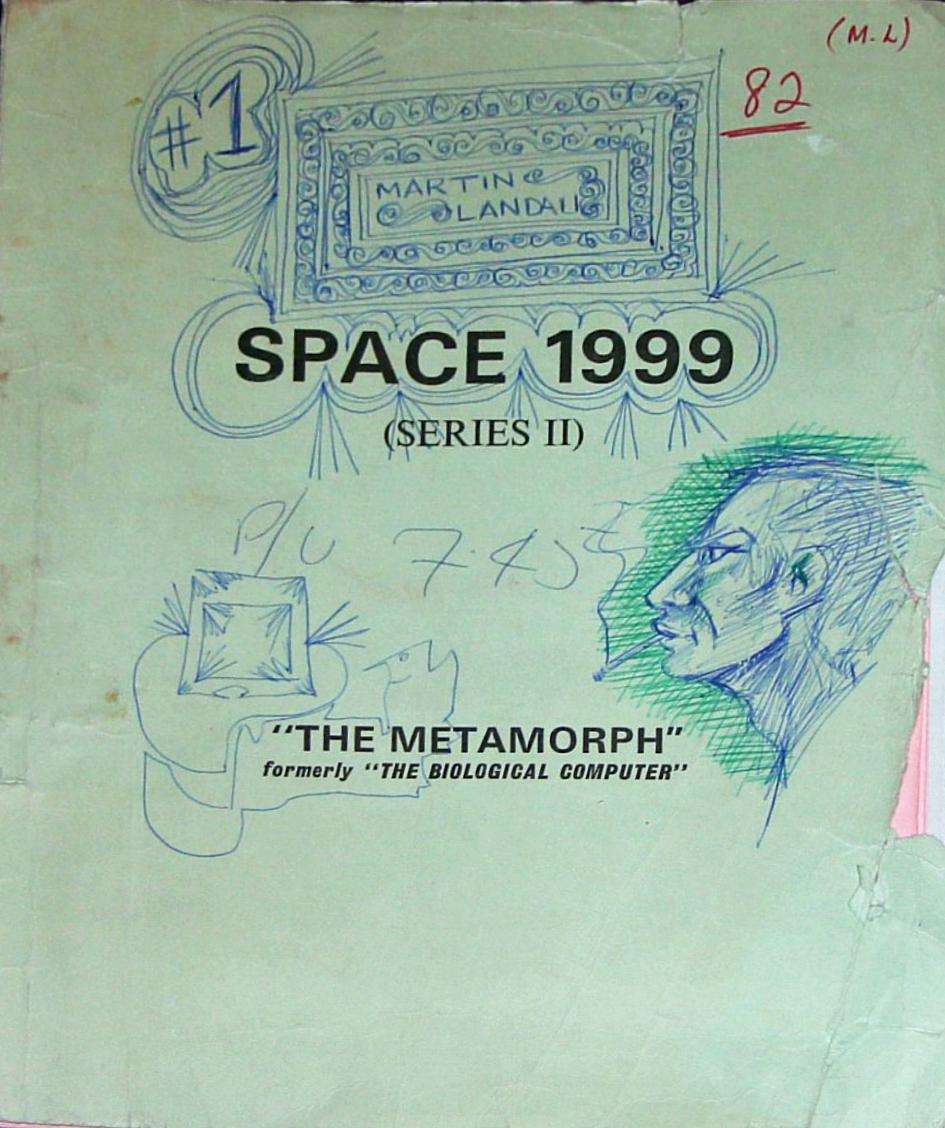 (M.L)
82
#1
MARTIN
LANDAU
SPACE 1999
(SERIES II)
P/U 7.45
"THE METAMORPH"
formerly "THE BIOLOGICAL COMPUTER"